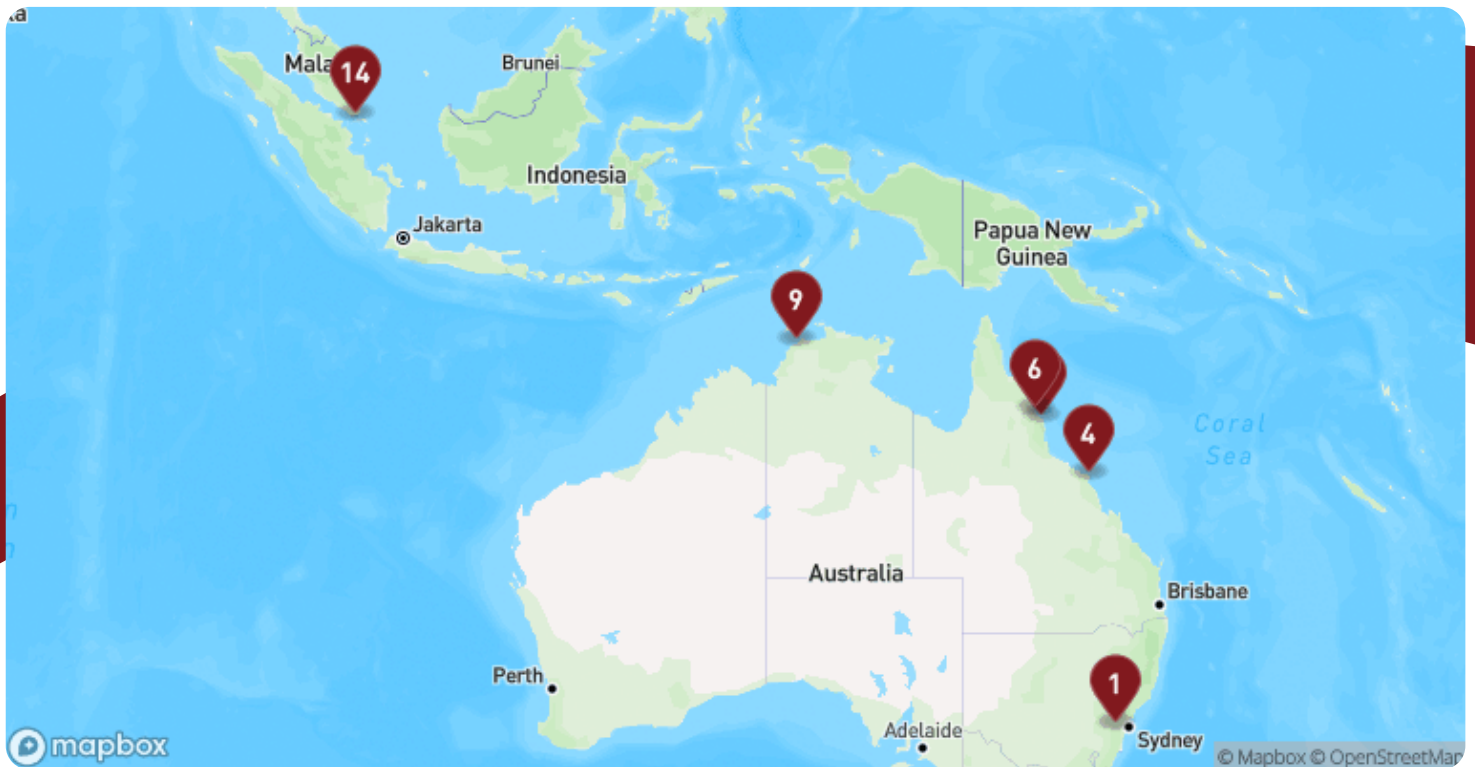 a
Mala
14
Brunei
Indonesia
Jakarta
Papua New
Guinea
9
6
4
Coral
Sea
Australia
Brisbane
Perth
1
Adelaide
Sydney
n
n
mapbox
© Mapbox © OpenStreetMap